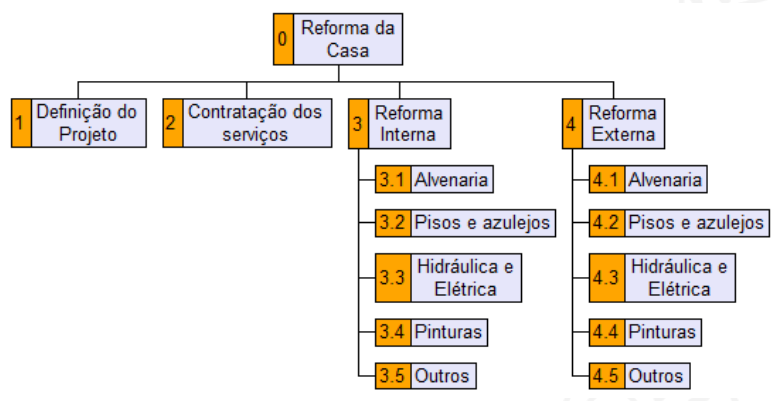 0 Reforma da
Casa
1 Definição do
Projeto
2 Contratação dos
serviços
3 Reforma
Interna
3.1 Alvenaria
3.2 Pisos e azulejos
3.3 Hidráulica e
Elétrica
3.4 Pinturas
3.5 Outros
4 Reforma
Externa
4.1 Alvenaria
4.2 Pisos e azulejos
4.3 Hidráulica e
Elétrica
4.4 Pinturas
4.5 Outros